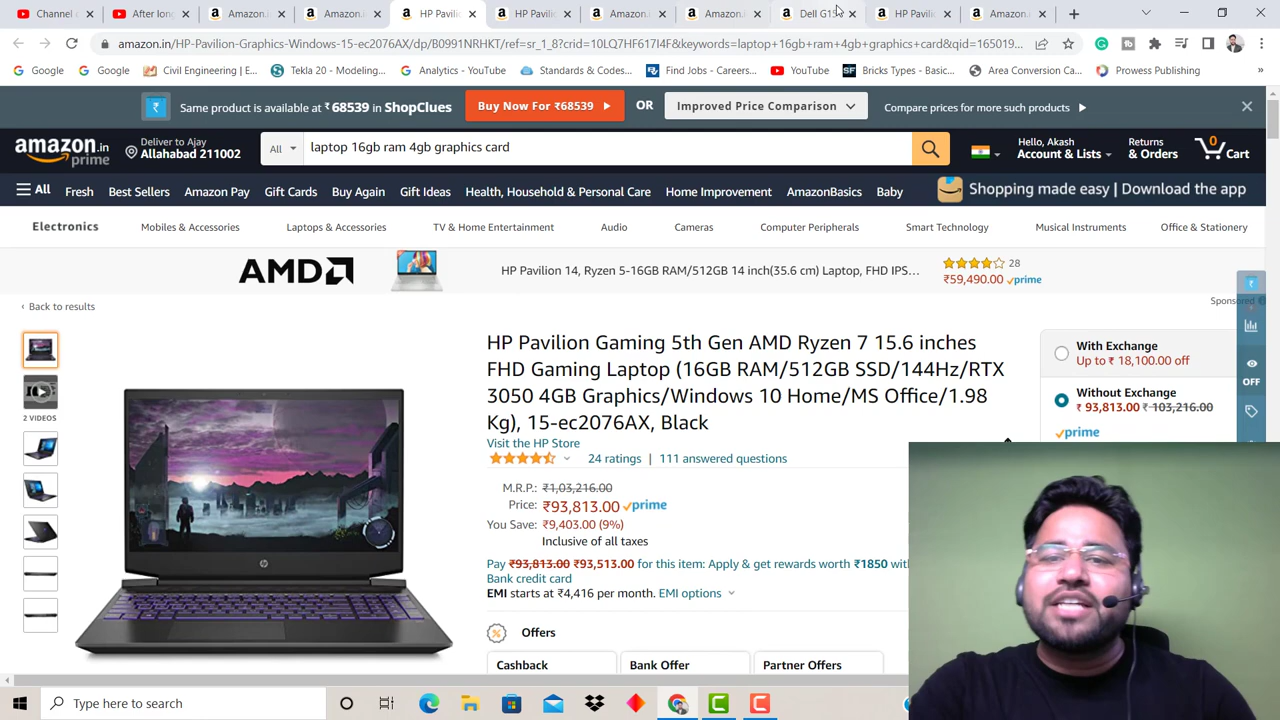 Channel c
After long
Amazon.i
Amazon.i
HP Pavili
HP Pavili
Amazon.i
Amazon.i
Dell G15
HP Pavili
Amazon.i
amazon.in/HP-Pavilion-Graphics-Windows-15-ec2076AX/dp/B0991NRHKT/ref=sr_1_8?crid=10LQ7HF617I4F&keywords=laptop+16gb+ram+4gb+graphics+card&qid=165019...
Google
Google
Civil Engineering | E...
Tekla 20 - Modeling...
Analytics - YouTube
Standards & Codes...
Find Jobs - Careers...
YouTube
Bricks Types - Basic...
Area Conversion Ca...
Prowess Publishing
»
Same product is available at ₹ 68539 in ShopClues
Buy Now For ₹68539
OR
Improved Price Comparison
Compare prices for more such products
amazon.in
prime
Deliver to Ajay
Allahabad 211002
All
laptop 16gb ram 4gb graphics card
Hello, Akash
Account & Lists
Returns
& Orders
0
Cart
All
Fresh
Best Sellers
Amazon Pay
Gift Cards
Buy Again
Gift Ideas
Health, Household & Personal Care
Home Improvement
AmazonBasics
Baby
Shopping made easy | Download the app
Electronics
Mobiles & Accessories
Laptops & Accessories
TV & Home Entertainment
Audio
Cameras
Computer Peripherals
Smart Technology
Musical Instruments
Office & Stationery
AMD
HP Pavilion 14, Ryzen 5-16GB RAM/512GB 14 inch(35.6 cm) Laptop, FHD IPS...
28
₹59,490.00 prime
Sponsored
‹ Back to results
2 VIDEOS
HP Pavilion Gaming 5th Gen AMD Ryzen 7 15.6 inches
FHD Gaming Laptop (16GB RAM/512GB SSD/144Hz/RTX
3050 4GB Graphics/Windows 10 Home/MS Office/1.98
Kg), 15-ec2076AX, Black
Visit the HP Store
24 ratings | 111 answered questions
M.R.P.: ₹1,03,216.00
Price: ₹93,813.00 prime
You Save: ₹9,403.00 (9%)
Inclusive of all taxes
Pay ₹93,813.00 ₹93,513.00 for this item: Apply & get rewards worth ₹1850 with
Bank credit card
EMI starts at ₹4,416 per month. EMI options
Offers
Cashback
Bank Offer
Partner Offers
With Exchange
Up to ₹ 18,100.00 off
Without Exchange
₹ 93,813.00 ₹ 103,216.00
prime
OFF
Type here to search